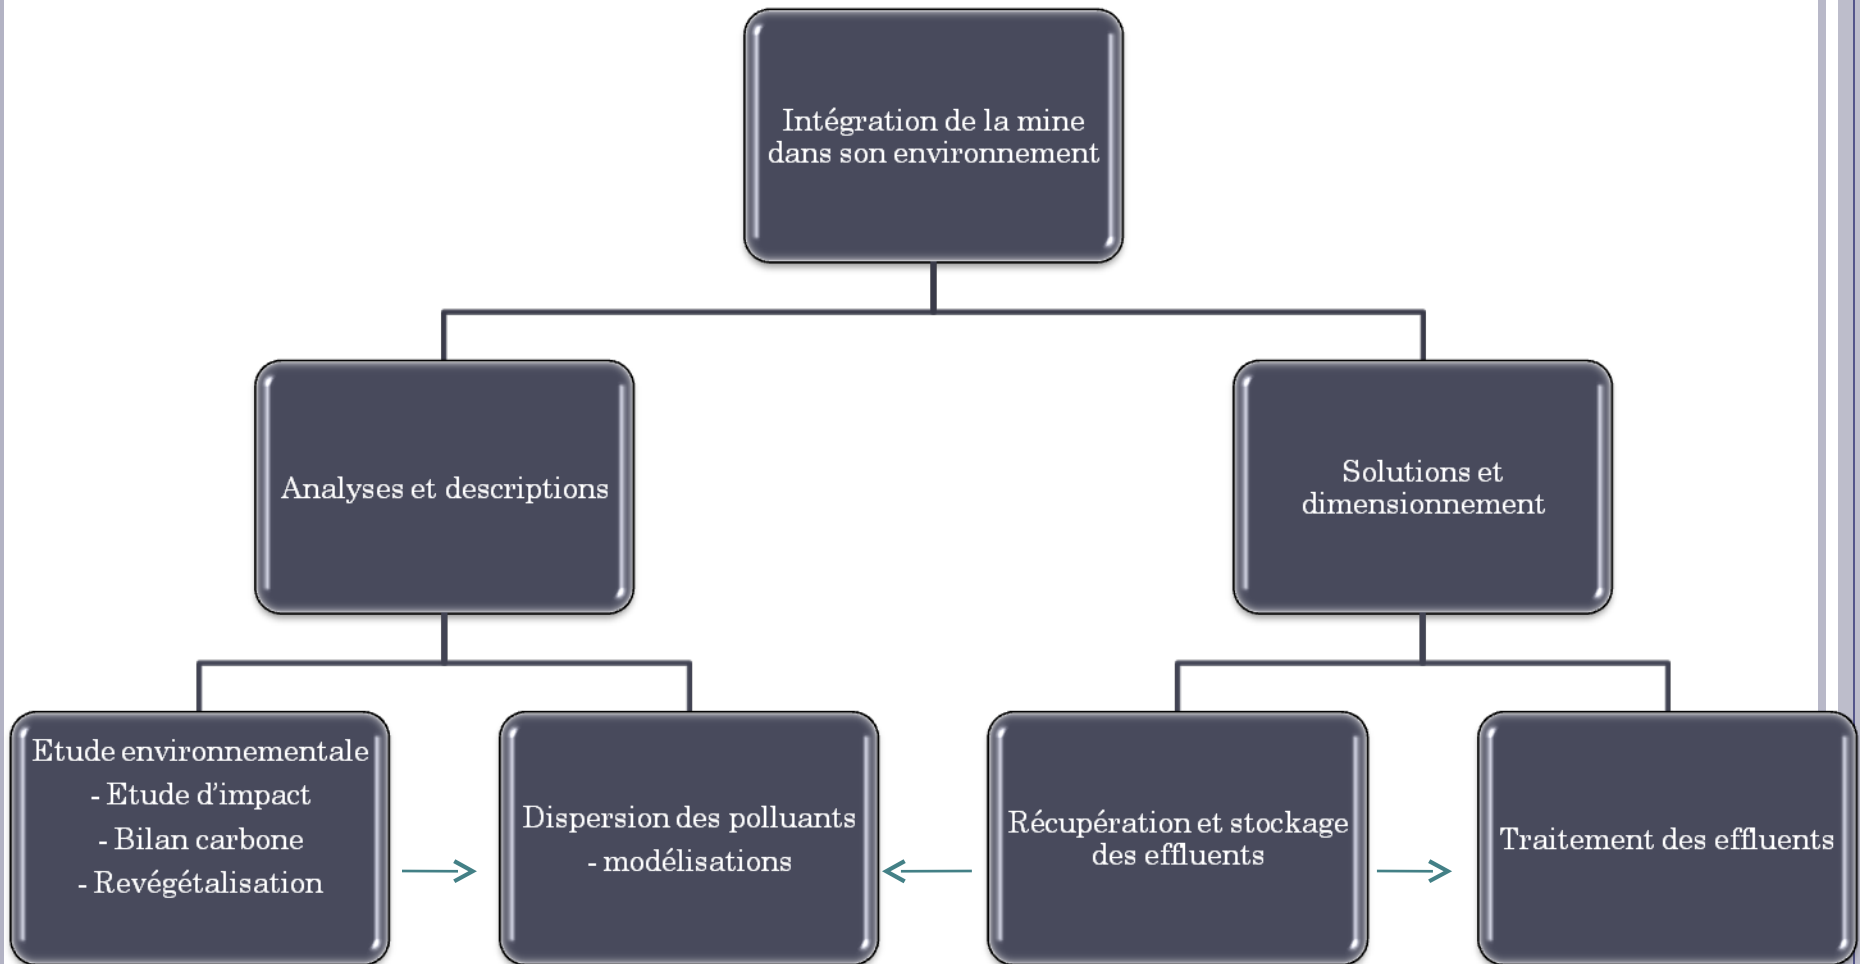 Intégration de la mine
dans son environnement
Analyses et descriptions
Solutions et
dimensionnement
Etude environnementale
- Etude d'impact
- Bilan carbone
- Revégétalisation
Dispersion des polluants
- modélisations
Récupération et stockage
des effluents
Traitement des effluents